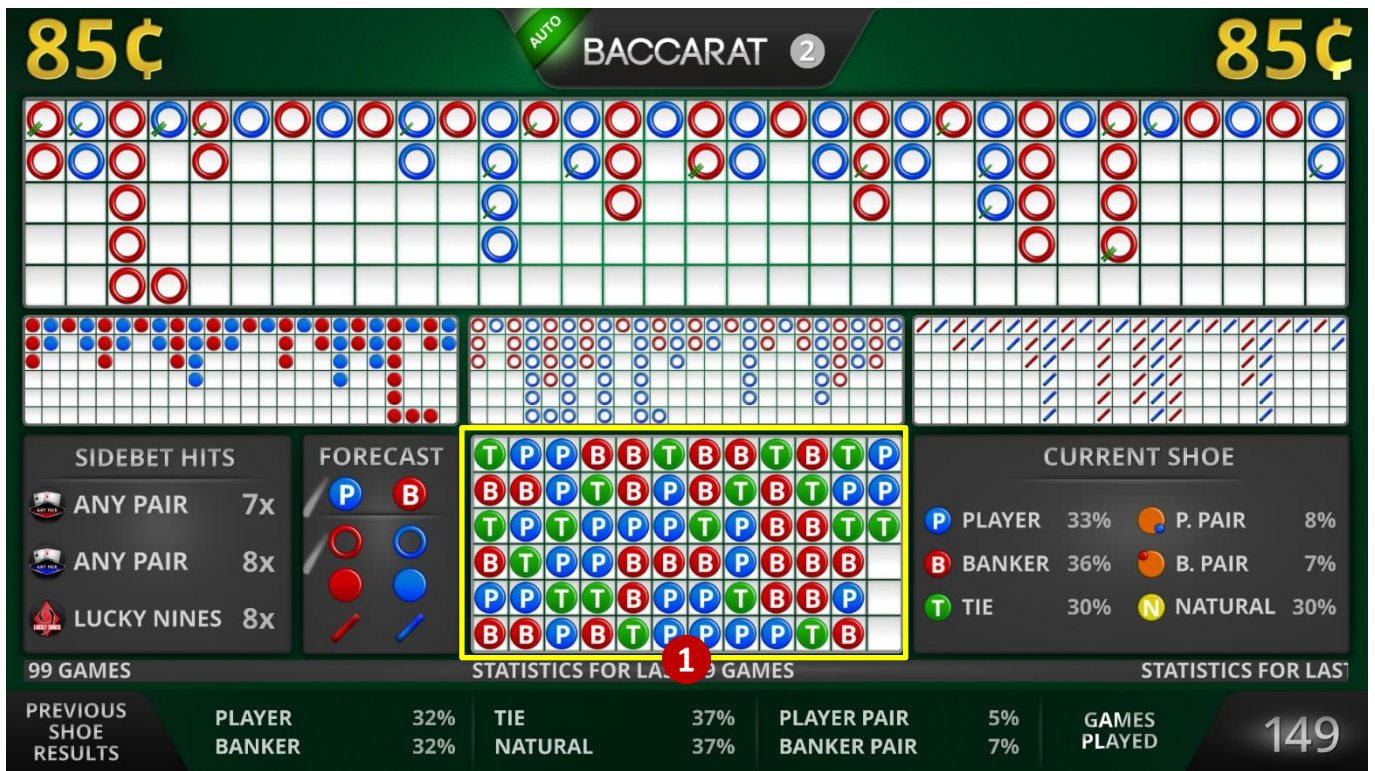 85¢ AUTO BACCARAT 2 85¢
SIDEBET HITS
ANY PAIR 7x
ANY PAIR 8x
LUCKY NINES 8x
FORECAST
P B
T P P B B T B B T B T P
B B P T B P B T B T P P
T P T P P P T P B B T T
B T P P B B B P B B B
P P T T B P P T B B P
B B P B T P P P P T B
1
CURRENT SHOE
P PLAYER 33% P. PAIR 8%
B BANKER 36% B. PAIR 7%
T TIE 30% N NATURAL 30%
99 GAMES STATISTICS FOR GAMES STATISTICS FOR LAST
PREVIOUS
SHOE
RESULTS
PLAYER 32% TIE 37% PLAYER PAIR 5%
BANKER 32% NATURAL 37% BANKER PAIR 7%
GAMES
PLAYED
149